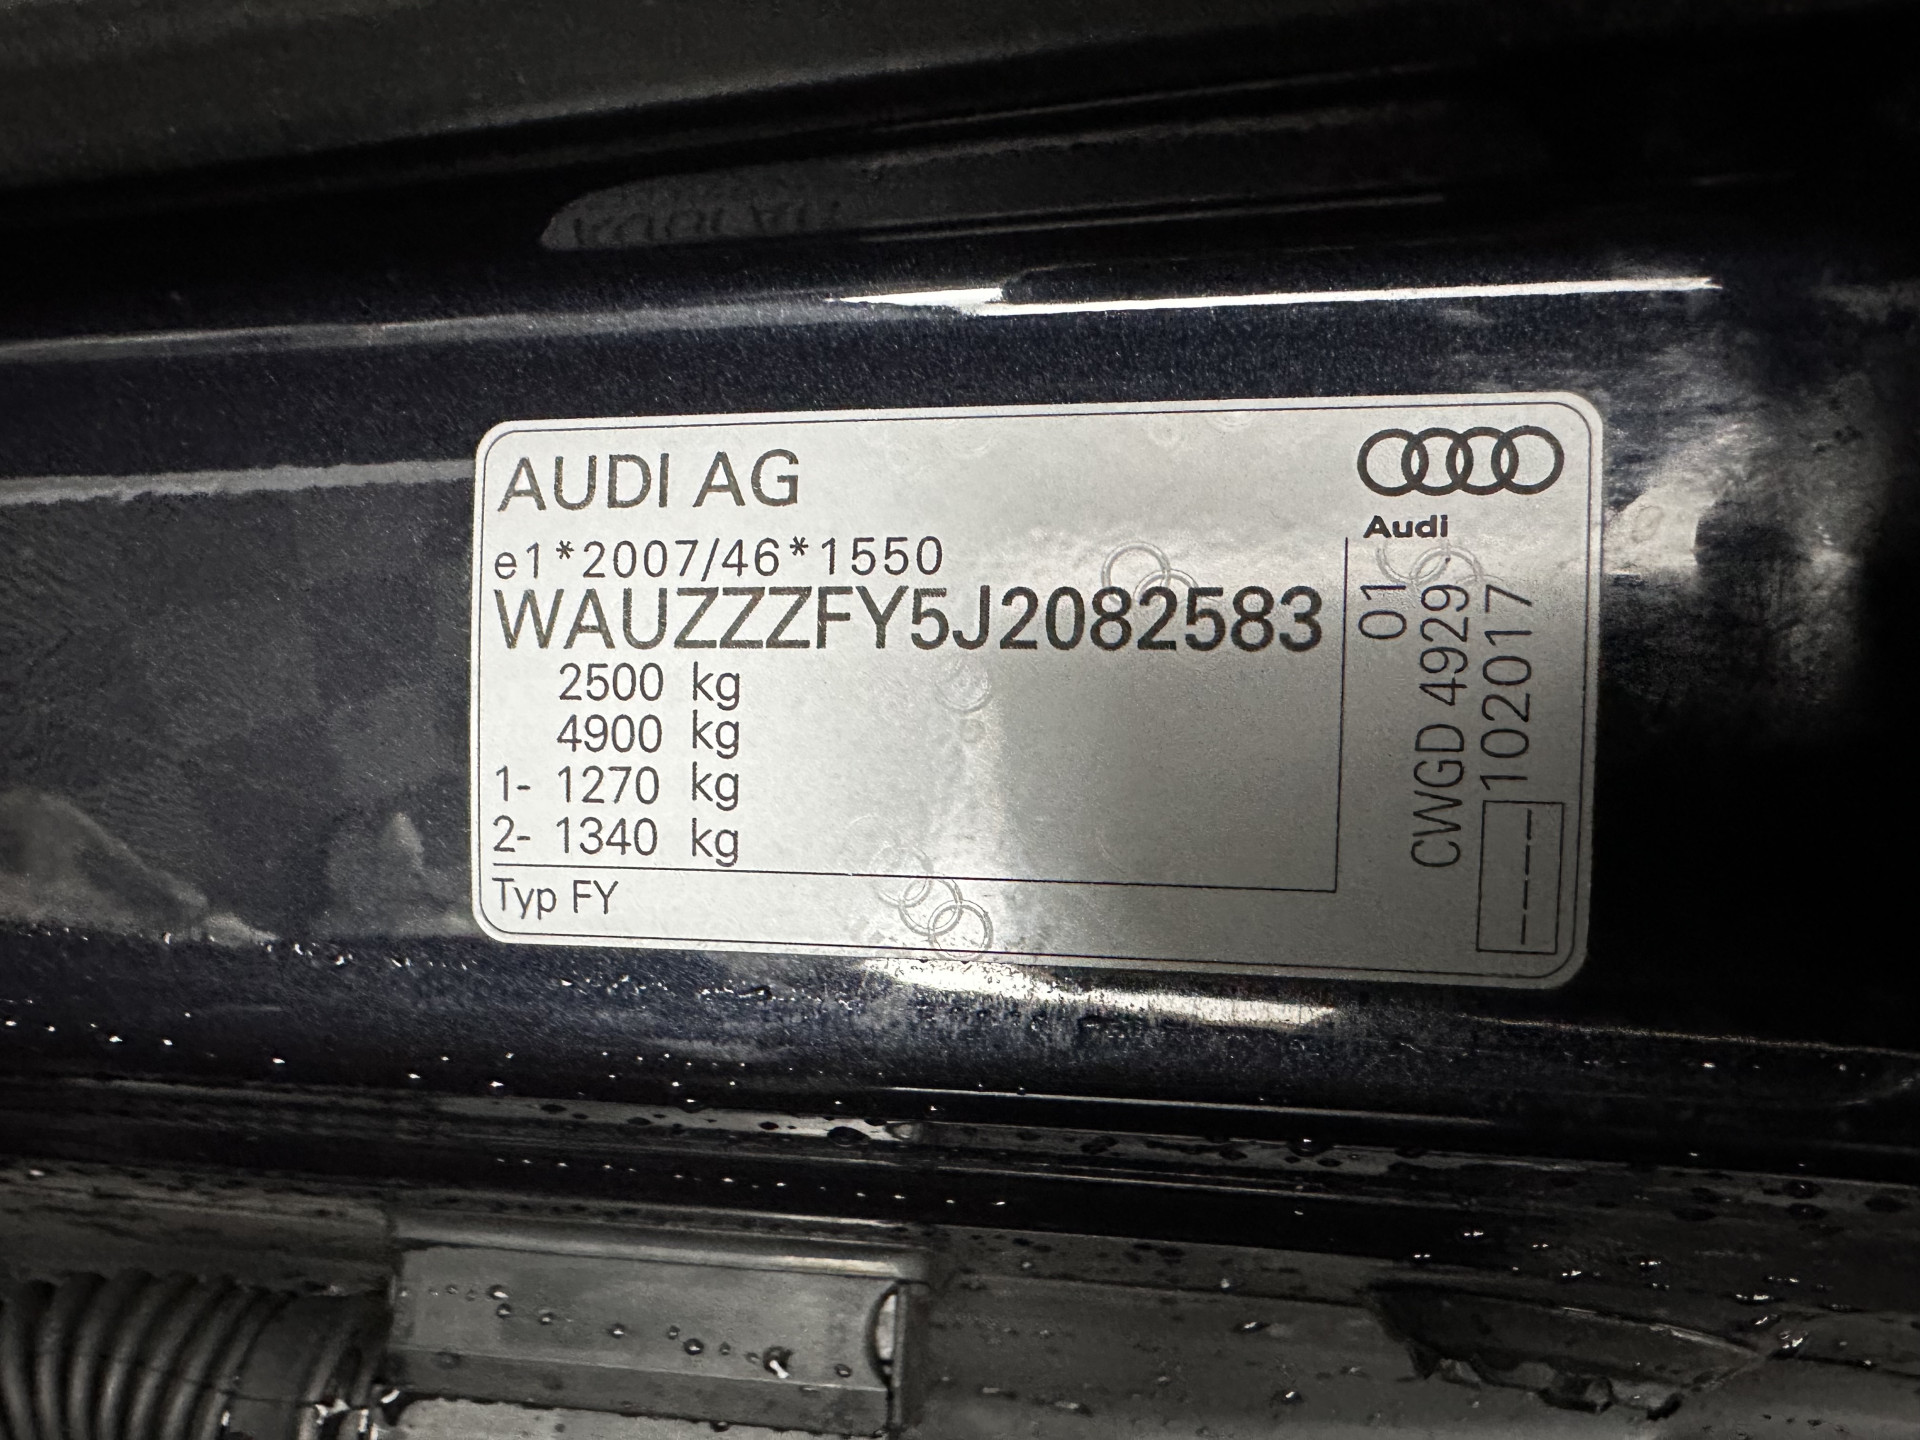 AUDI AG
Audi
e1*2007/46*1550
WAUZZZFY5J2082583
2500 kg
4900 kg
1- 1270 kg
2- 1340 kg
Typ FY
01
CWGD 4929 -
102017
----